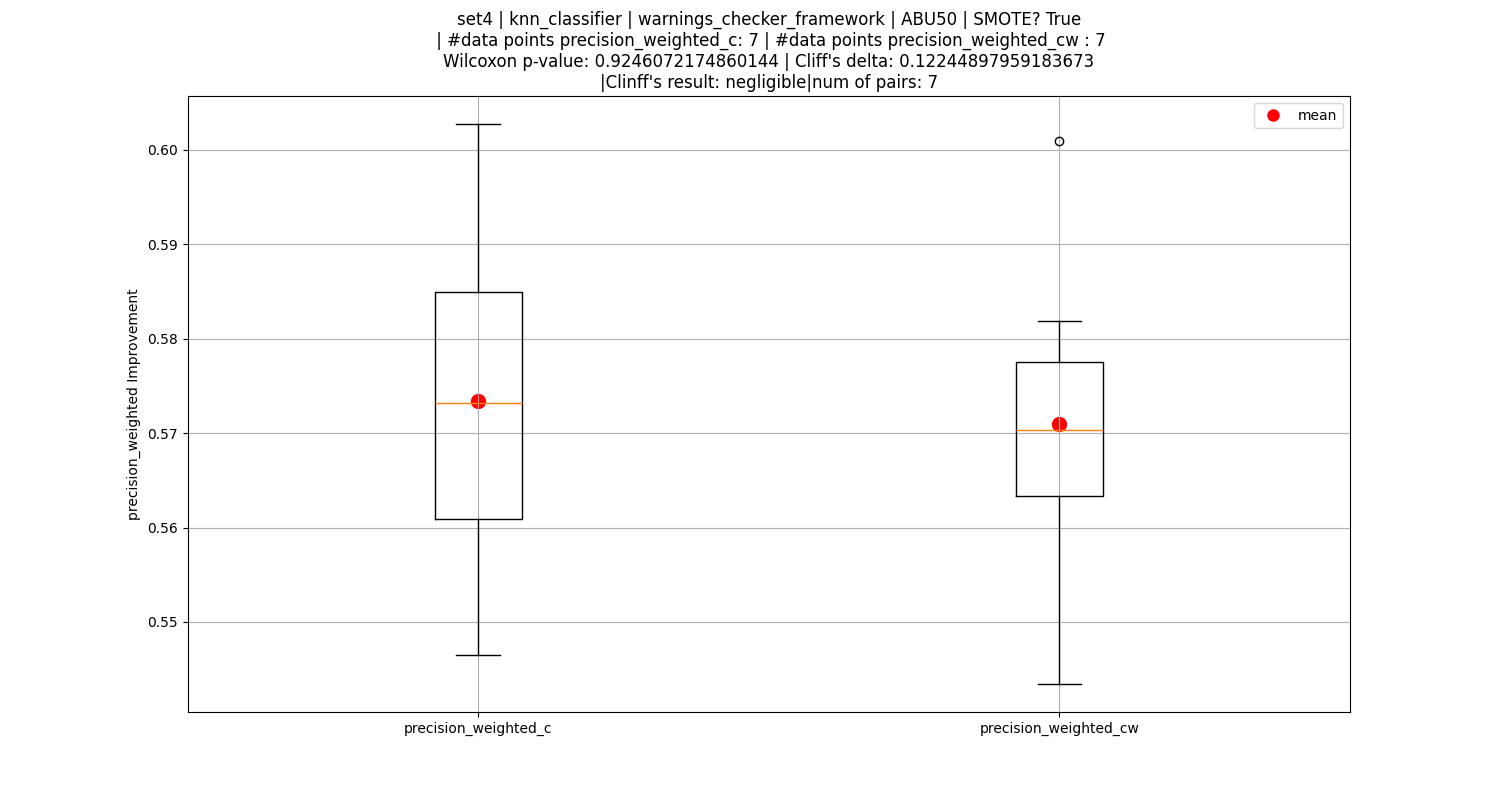 set4 | knn_classifier | warnings_checker_framework | ABU50 | SMOTE? True
| #data points precision_weighted_c: 7 | #data points precision_weighted_cw : 7
Wilcoxon p-value: 0.9246072174860144 | Cliff's delta: 0.12244897959183673
|Clinff's result: negligible|num of pairs: 7
mean
0.60
0.59
0.58
0.57
0.56
0.55
precision_weighted Improvement
precision_weighted_c
precision_weighted_cw